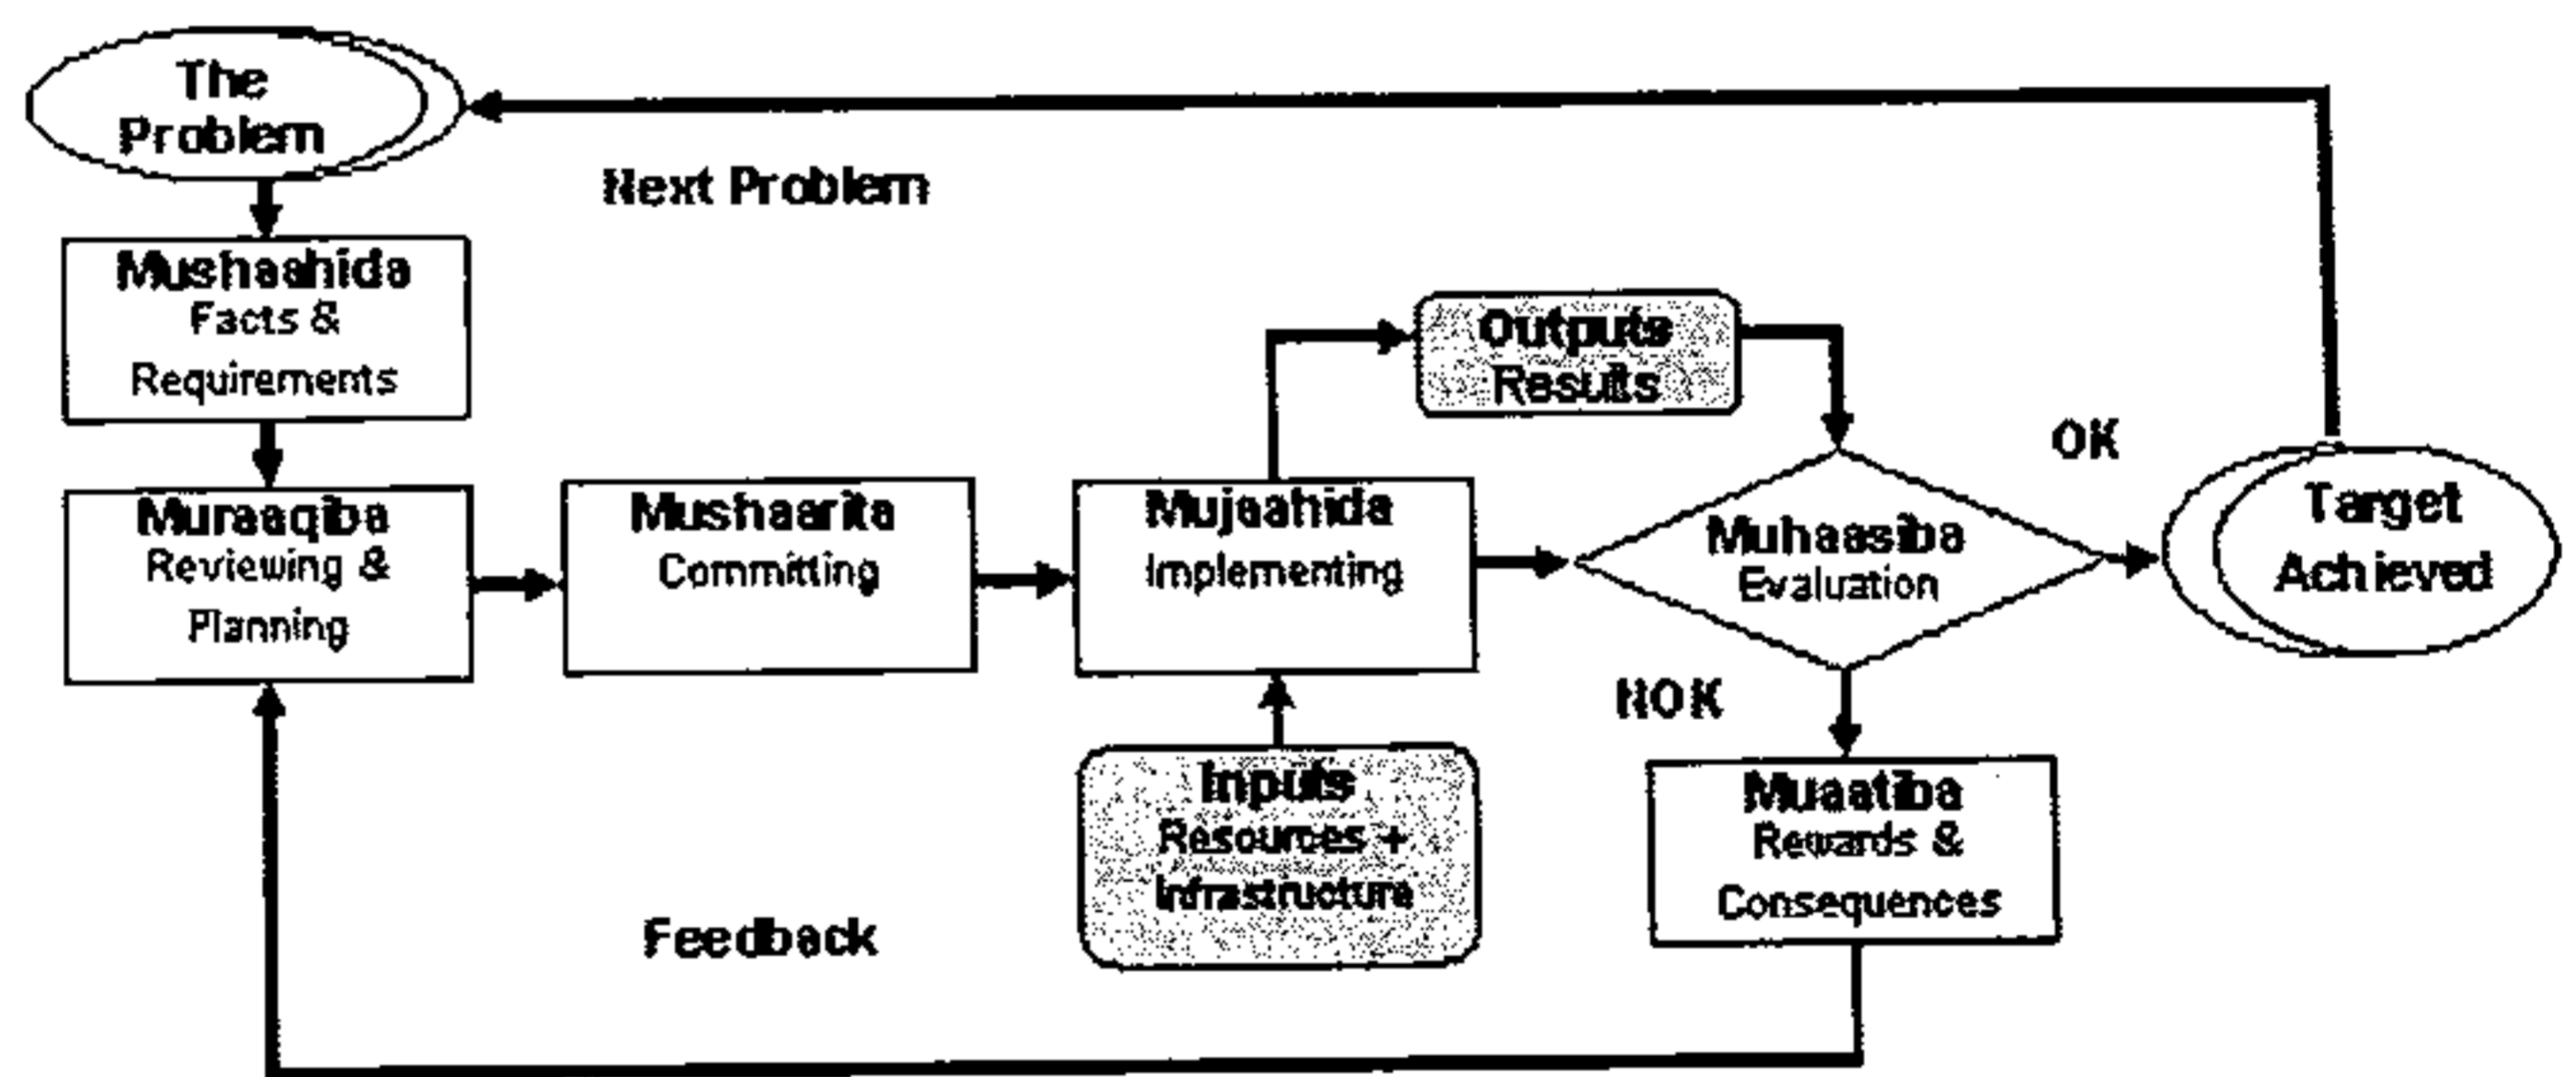 The
Problem
Next Problem
Mushaahida
Facts &
Requirements
Outputs
Results
OK
Muraaqiba
Reviewing &
Planning
Mushaarita
Committing
Mujaahida
Implementing
Muhaasiba
Evaluation
Target
Achieved
NOK
Inputs
Resources +
Infrastructure
Muaatiba
Rewards &
Consequences
Feedback